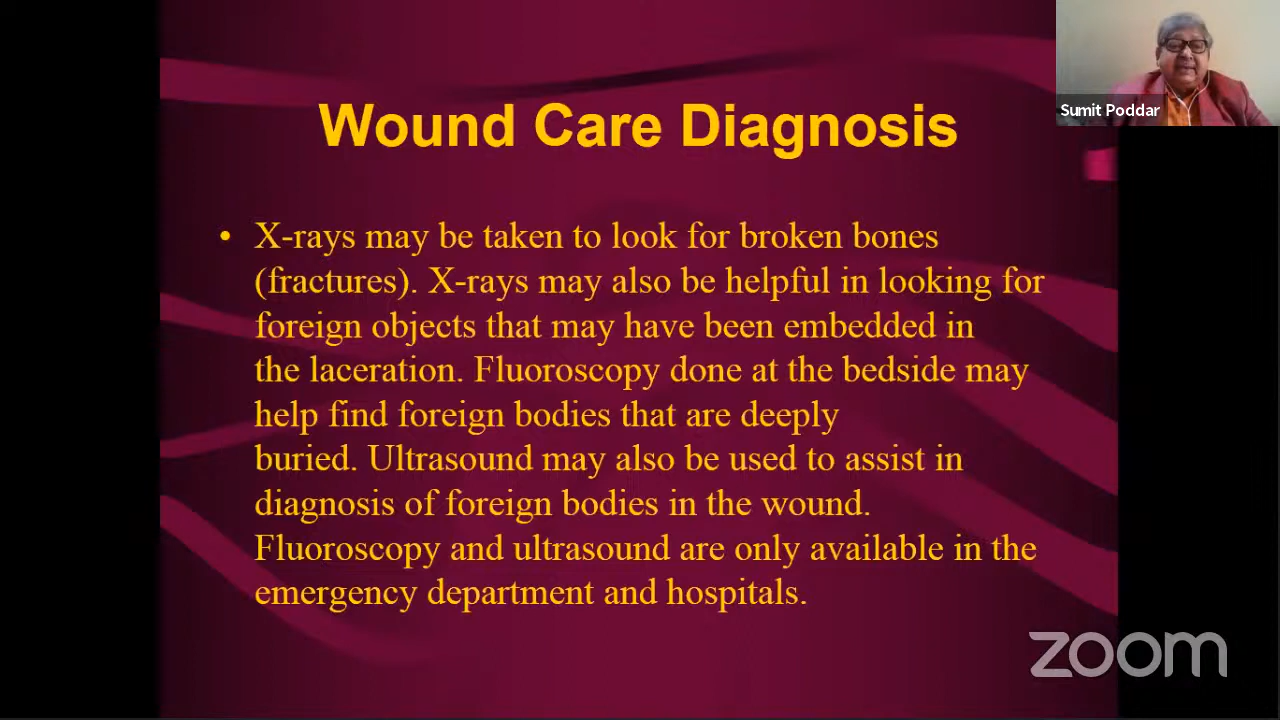 Sumit Poddar
Wound Care Diagnosis
• X-rays may be taken to look for broken bones
(fractures). X-rays may also be helpful in looking for
foreign objects that may have been embedded in
the laceration. Fluoroscopy done at the bedside may
help find foreign bodies that are deeply
buried. Ultrasound may also be used to assist in
diagnosis of foreign bodies in the wound.
Fluoroscopy and ultrasound are only available in the
emergency department and hospitals.
zoom